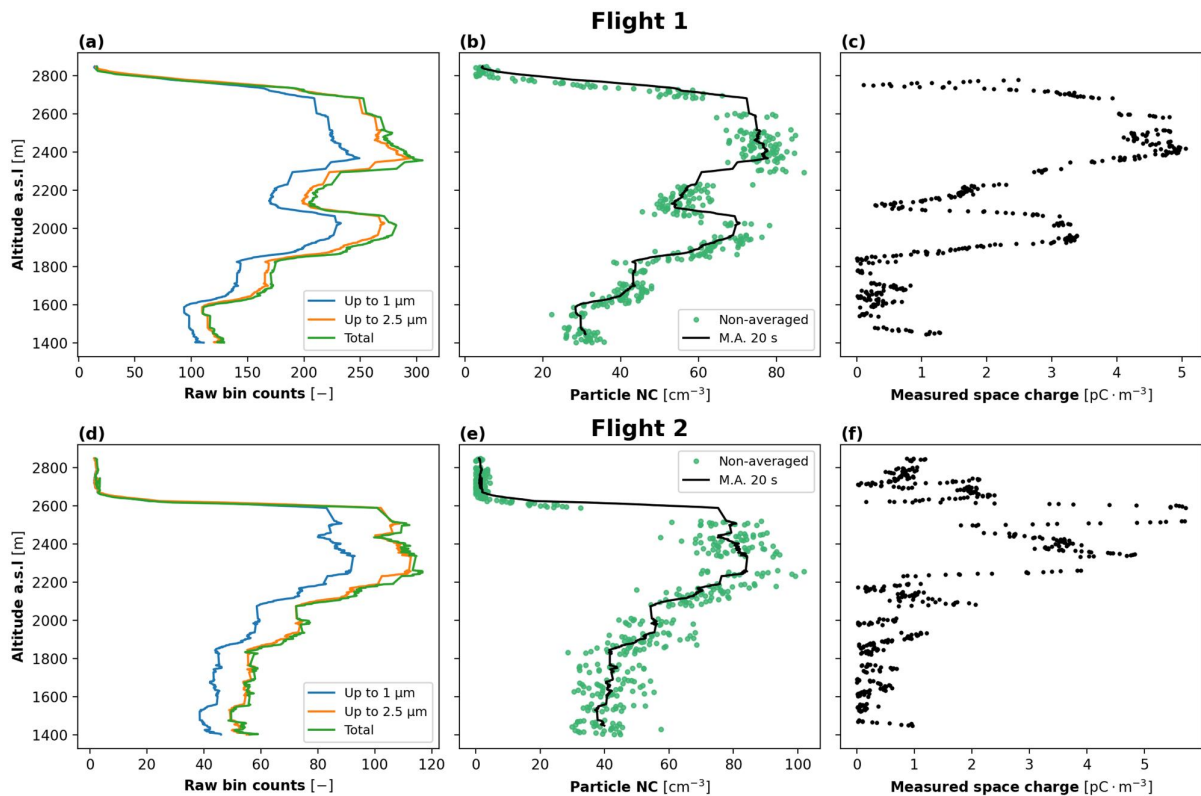 Flight 1
(a)
(b)
(c)
2800
2600
2400
2200
2000
1800
1600
1400
Altitude a.s.l [m]
Up to 1 μm
Up to 2.5 μm
Total
Non-averaged
M.A. 20 s
0 50 100 150 200 250 300
0 20 40 60 80
0 1 2 3 4 5
Raw bin counts [−]
Particle NC [cm⁻³]
Measured space charge [pC · m⁻³]
Flight 2
(d)
(e)
(f)
2800
2600
2400
2200
2000
1800
1600
1400
Altitude a.s.l [m]
Non-averaged
M.A. 20 s
Up to 1 μm
Up to 2.5 μm
Total
0 20 40 60 80 100 120
0 20 40 60 80 100
0 1 2 3 4 5
Raw bin counts [−]
Particle NC [cm⁻³]
Measured space charge [pC · m⁻³]